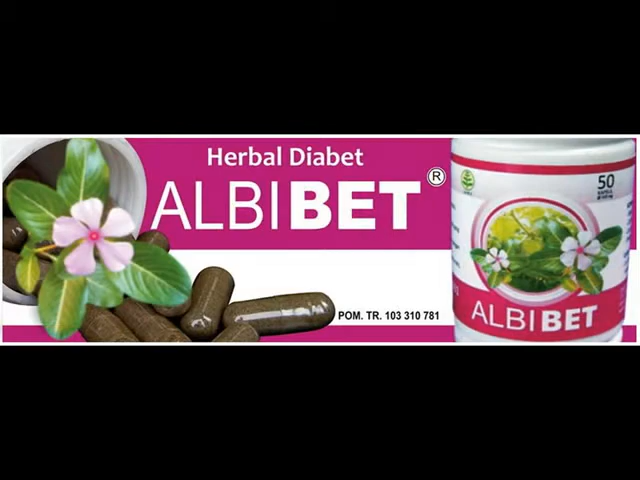 Herbal Diabet
ALBIBET®
POM. TR. 103 310 781
50
ALBIBET